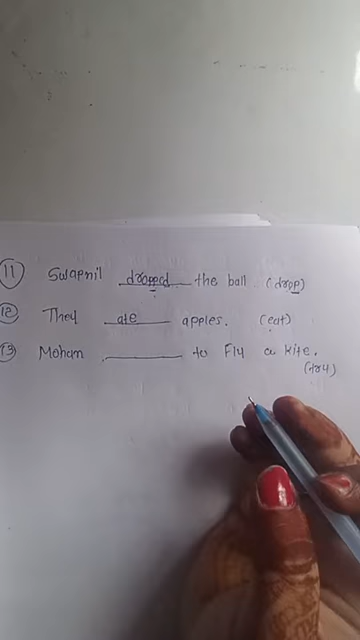 11 Swapnil dropped the ball (drop)
12 They ate apples. (eat)
13 Mohan ________ to Fly a kite.
(try)